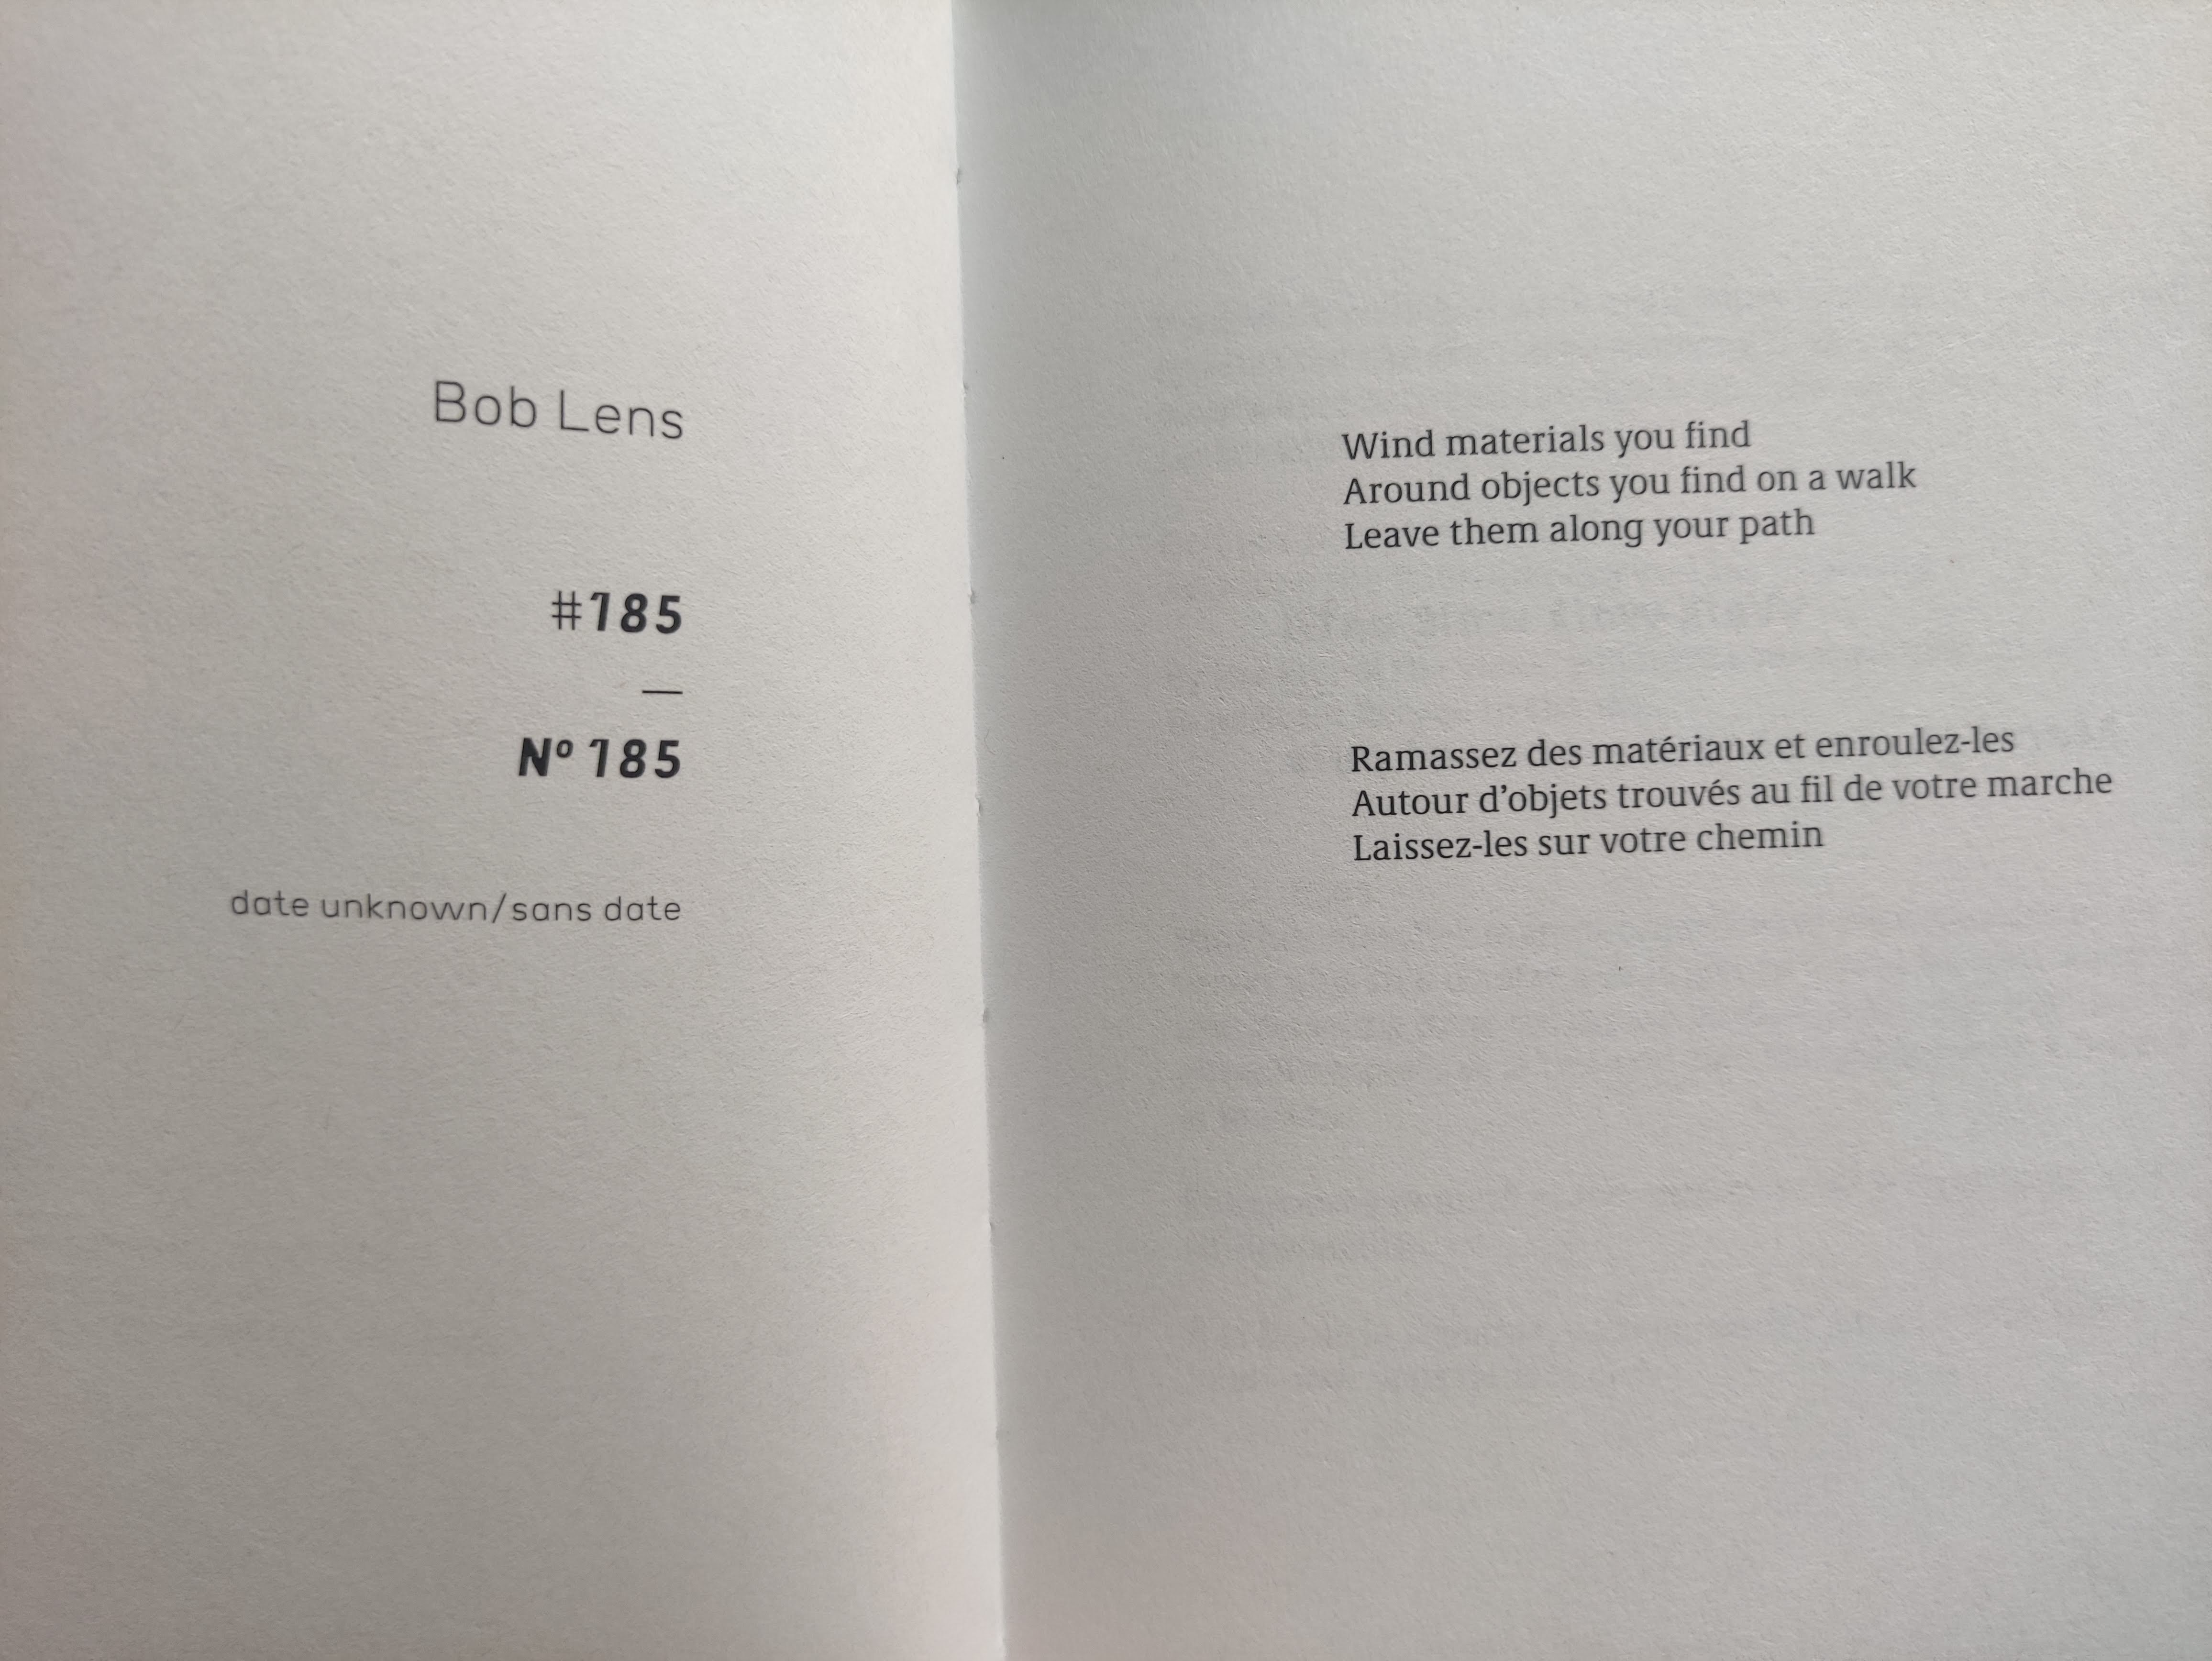 Bob Lens
#185
—
Nº 185
date unknown/sans date
Wind materials you find
Around objects you find on a walk
Leave them along your path
Ramassez des matériaux et enroulez-les
Autour d’objets trouvés au fil de votre marche
Laissez-les sur votre chemin